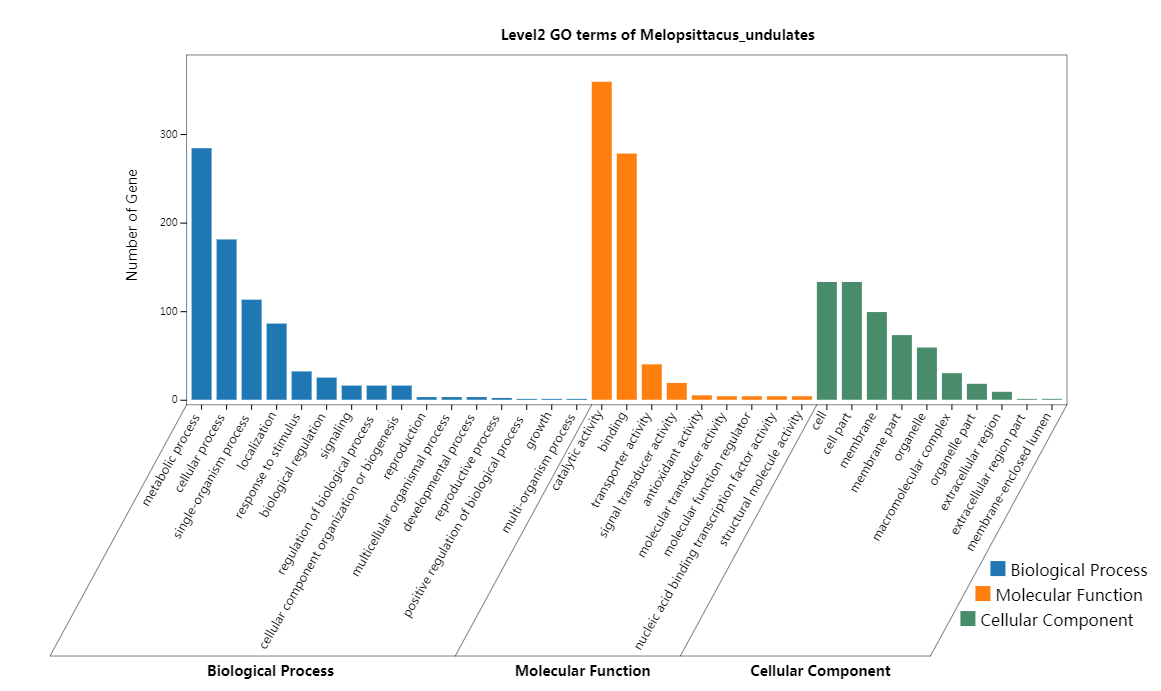 Level2 GO terms of Melopsittacus_undulates
Number of Gene
300
200
100
0
metabolic process
cellular process
single-organism process
localization
response to stimulus
biological regulation
signaling
regulation of biological process
cellular component organization or biogenesis
reproduction
multicellular organismal process
developmental process
reproductive process
positive regulation of biological process
growth
multi-organism process
catalytic activity
binding
transporter activity
signal transducer activity
antioxidant activity
molecular transducer activity
molecular function regulator
nucleic acid binding transcription factor activity
structural molecule activity
cell
cell part
membrane
membrane part
organelle
macromolecular complex
organelle part
extracellular region
extracellular region part
membrane-enclosed lumen
Biological Process
Molecular Function
Cellular Component
Biological Process
Molecular Function
Cellular Component